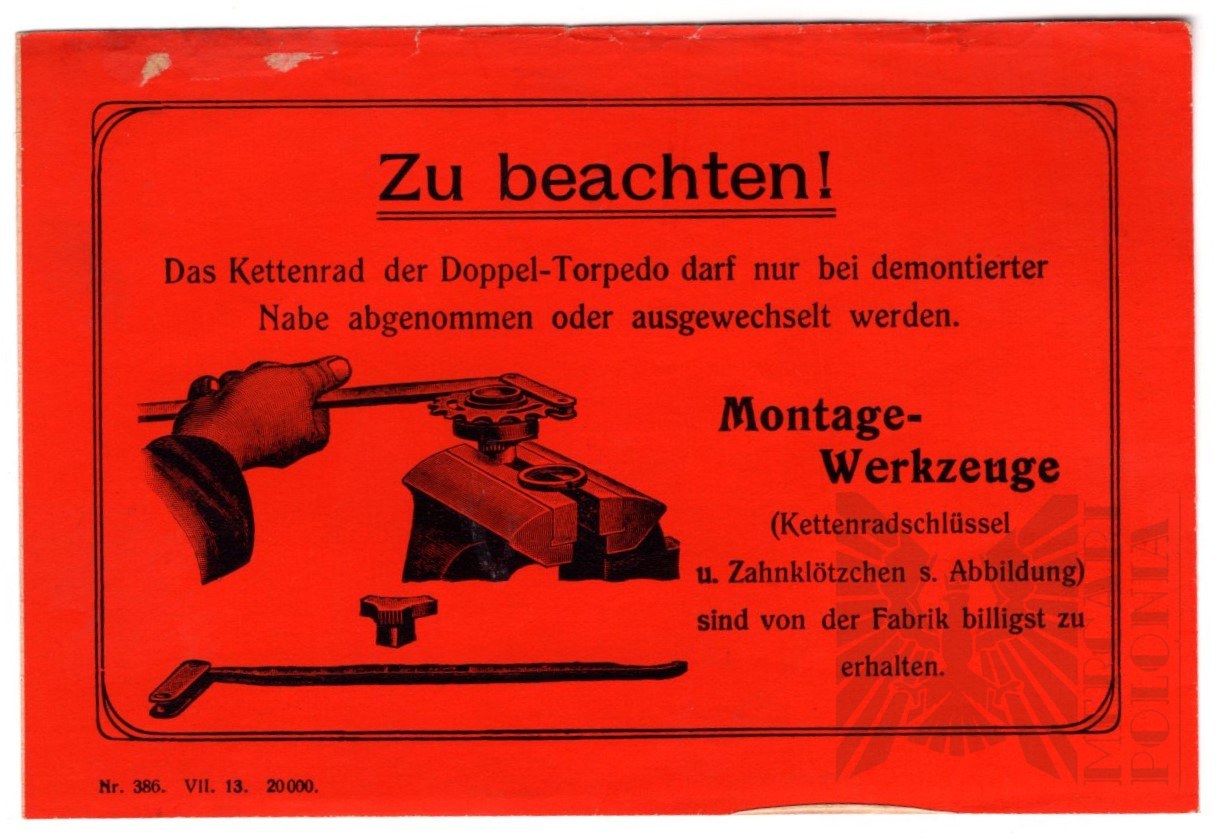 Zu beachten!
Das Kettenrad der Doppel-Torpedo darf nur bei demontierter
Nabe abgenommen oder ausgewechselt werden.
Montage-
Werkzeuge
(Kettenradschlüssel
u. Zahnklötzchen s. Abbildung)
sind von der Fabrik billigst zu
erhalten.
Nr. 386. VII. 13. 20000.
MILITARI
POLONIA